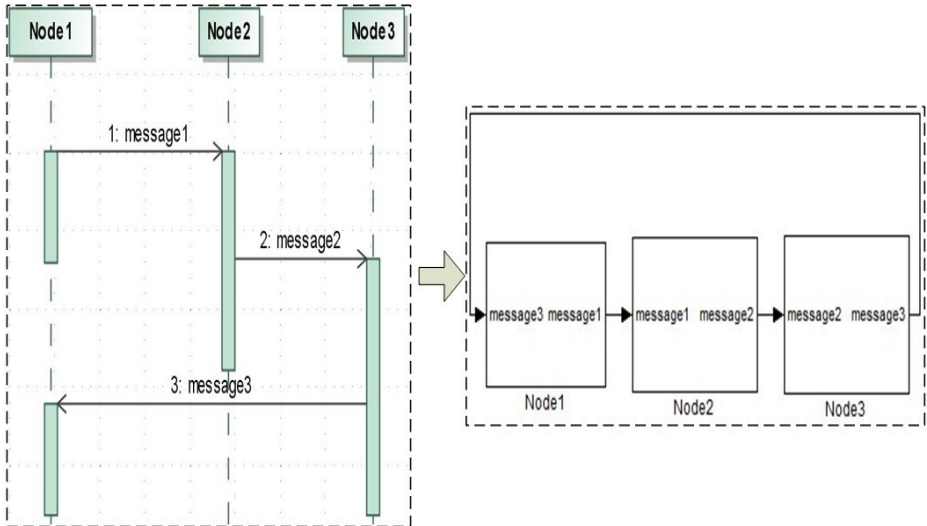 Node1
Node2
Node3
1: message1
2: message2
3: message3
message3 message1
message1 message2
message2 message3
Node1
Node2
Node3